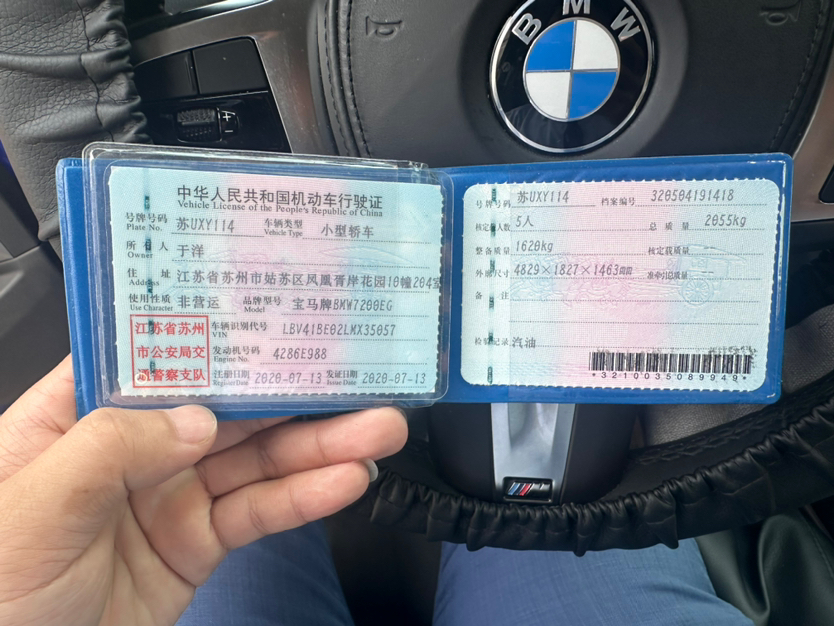 BMW
中华人民共和国机动车行驶证
Vehicle License of the People's Republic of China
号牌号码 苏UXY114 车辆类型 小型轿车
Plate No. Vehicle Type
所有人 于洋
Owner
住址 江苏省苏州市姑苏区凤凰胥岸花园10幢204室
Address
使用性质 非营运 品牌型号 宝马牌BMW7200EG
Use Character Model
江苏省苏州
市公安局交
通警察支队
车辆识别代号
VIN
发动机号码 4286E988
Engine No.
注册日期 2020-07-13 发证日期 2020-07-13
Register Date Issue Date
号牌号码 苏UXY114 档案编号 320504191418
核定人数 5人 总质量 2055kg
整备质量 1620kg 核定载质量
外廓尺寸 4829×1827×1463mm 准牵引总质量
备注
检验记录 汽油
*3210035089949*